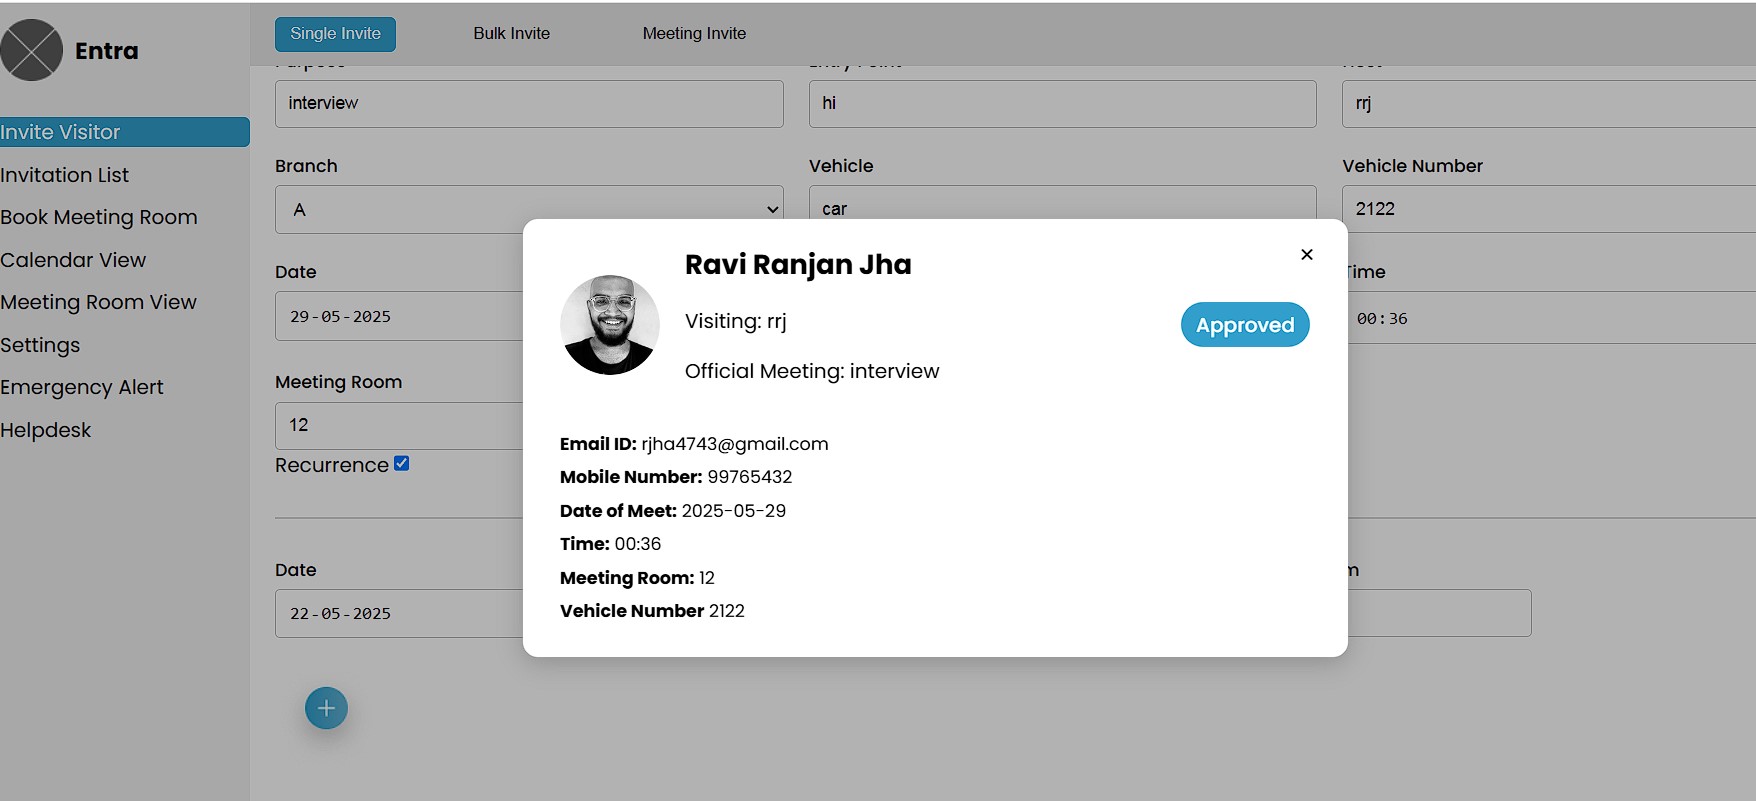 Entra
Invite Visitor
Invitation List
Book Meeting Room
Calendar View
Meeting Room View
Settings
Emergency Alert
Helpdesk
Single Invite Bulk Invite Meeting Invite
interview hi rrj
Branch Vehicle Vehicle Number
A car 2122
Date Time
29-05-2025 00:36
Meeting Room
12
Recurrence
Date
22-05-2025
Ravi Ranjan Jha
×
Visiting: rrj
Approved
Official Meeting: interview
Email ID: rjha4743@gmail.com
Mobile Number: 99765432
Date of Meet: 2025-05-29
Time: 00:36
Meeting Room: 12
Vehicle Number 2122
+